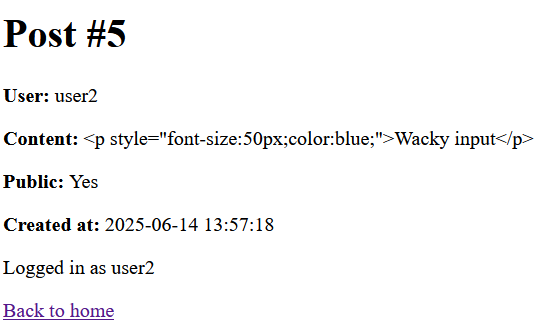 Post #5
User: user2
Content: <p style="font-size:50px;color:blue;">Wacky input</p>
Public: Yes
Created at: 2025-06-14 13:57:18
Logged in as user2
Back to home